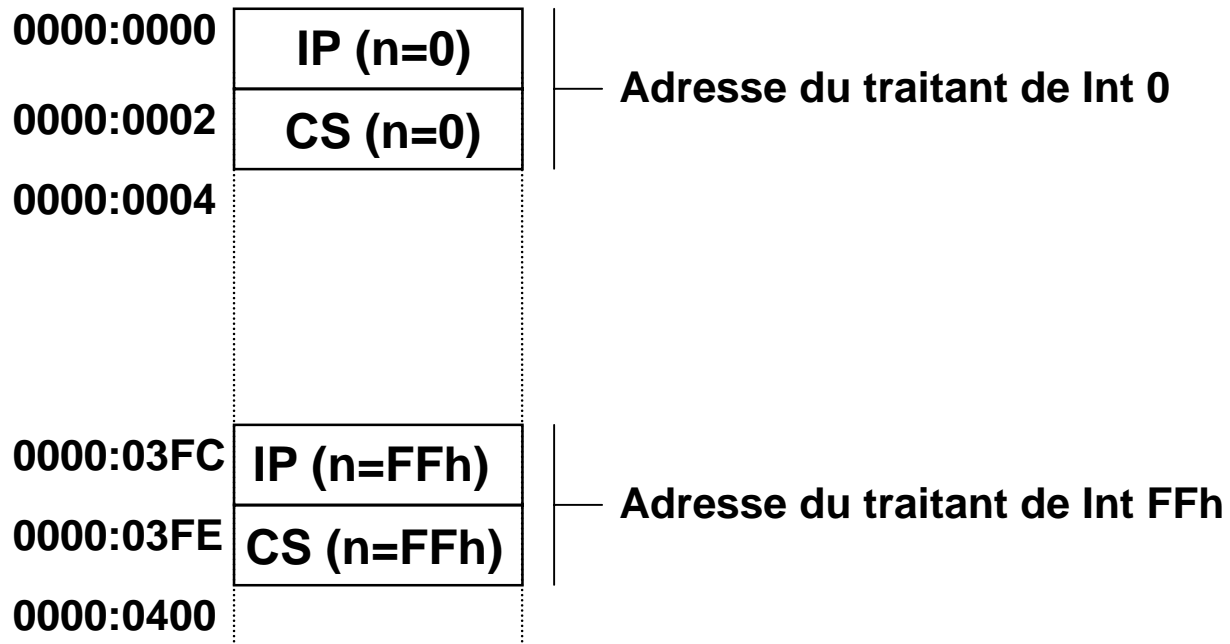 0000:0000
IP (n=0)
Adresse du traitant de Int 0
0000:0002
CS (n=0)
0000:0004
0000:03FC
IP (n=FFh)
Adresse du traitant de Int FFh
0000:03FE
CS (n=FFh)
0000:0400